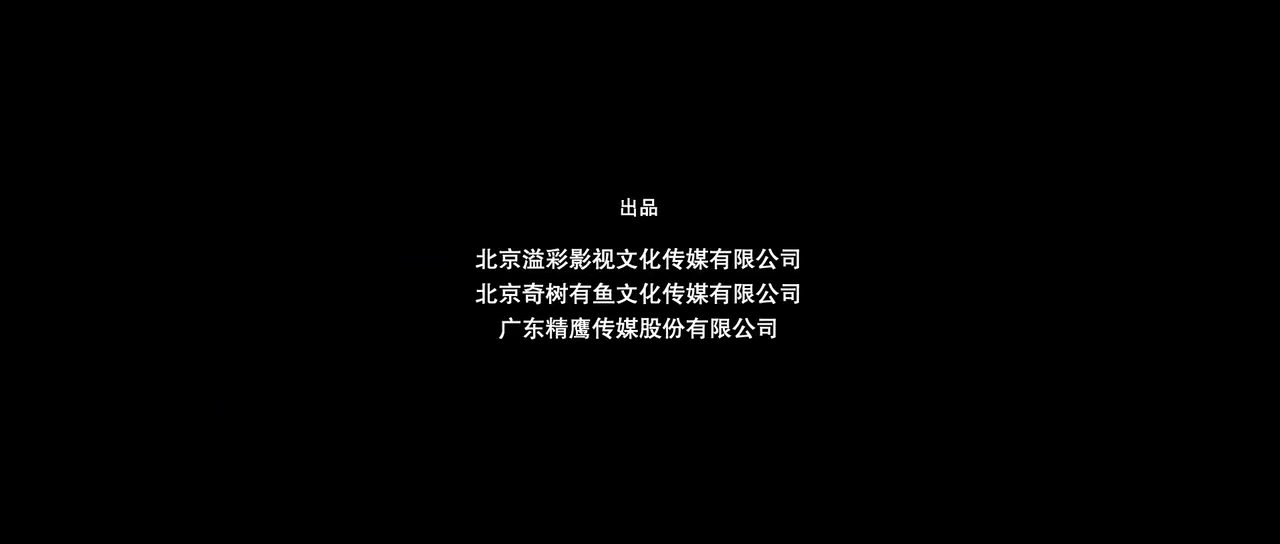 出品
北京溢彩影视文化传媒有限公司
北京奇树有鱼文化传媒有限公司
广东精鹰传媒股份有限公司